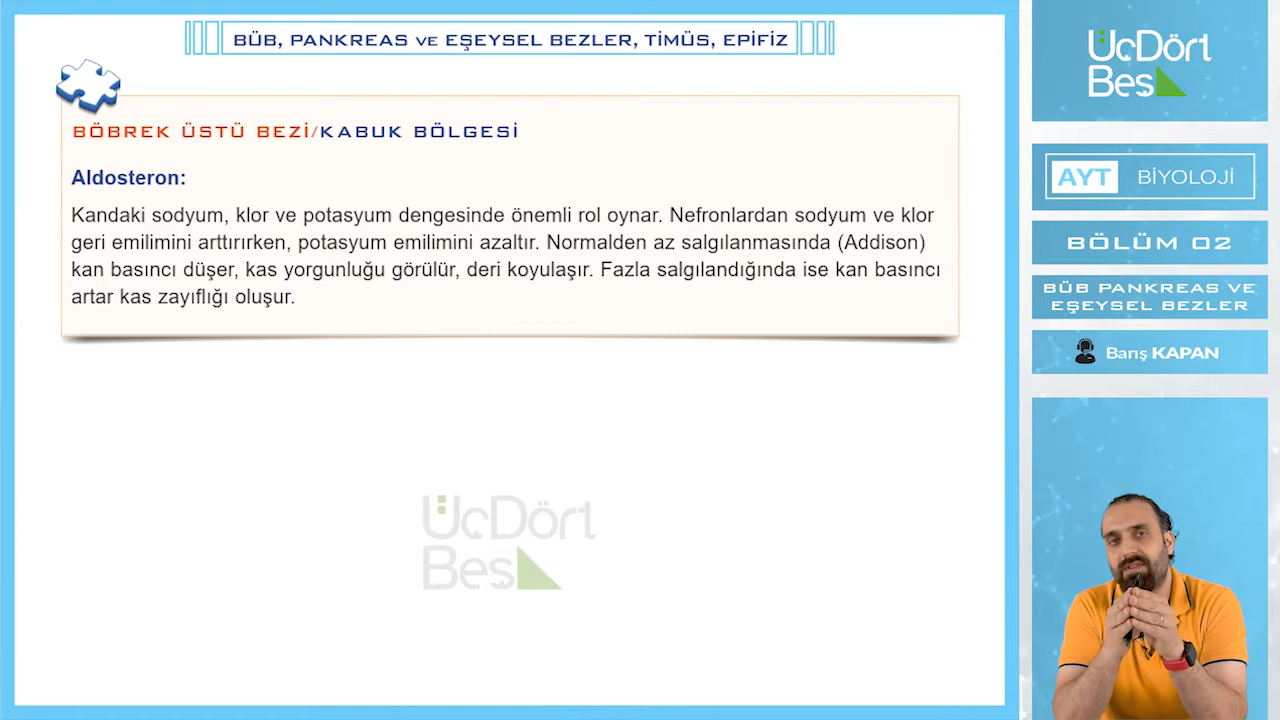 BÜB, PANKREAS VE EŞEYSEL BEZLER, TİMÜS, EPİFİZ
BÖBREK ÜSTÜ BEZİ/KABUK BÖLGESİ
Aldosteron:
Kandaki sodyum, klor ve potasyum dengesinde önemli rol oynar. Nefronlardan sodyum ve klor
geri emilimini arttırırken, potasyum emilimini azaltır. Normalden az salgılanmasında (Addison)
kan basıncı düşer, kas yorgunluğu görülür, deri koyulaşır. Fazla salgılandığında ise kan basıncı
artar kas zayıflığı oluşur.
ÜçDört
Beş
ÜçDört
Beş
AYT BİYOLOJİ
BÖLÜM 02
BÜB PANKREAS VE
EŞEYSEL BEZLER
Barış KAPAN